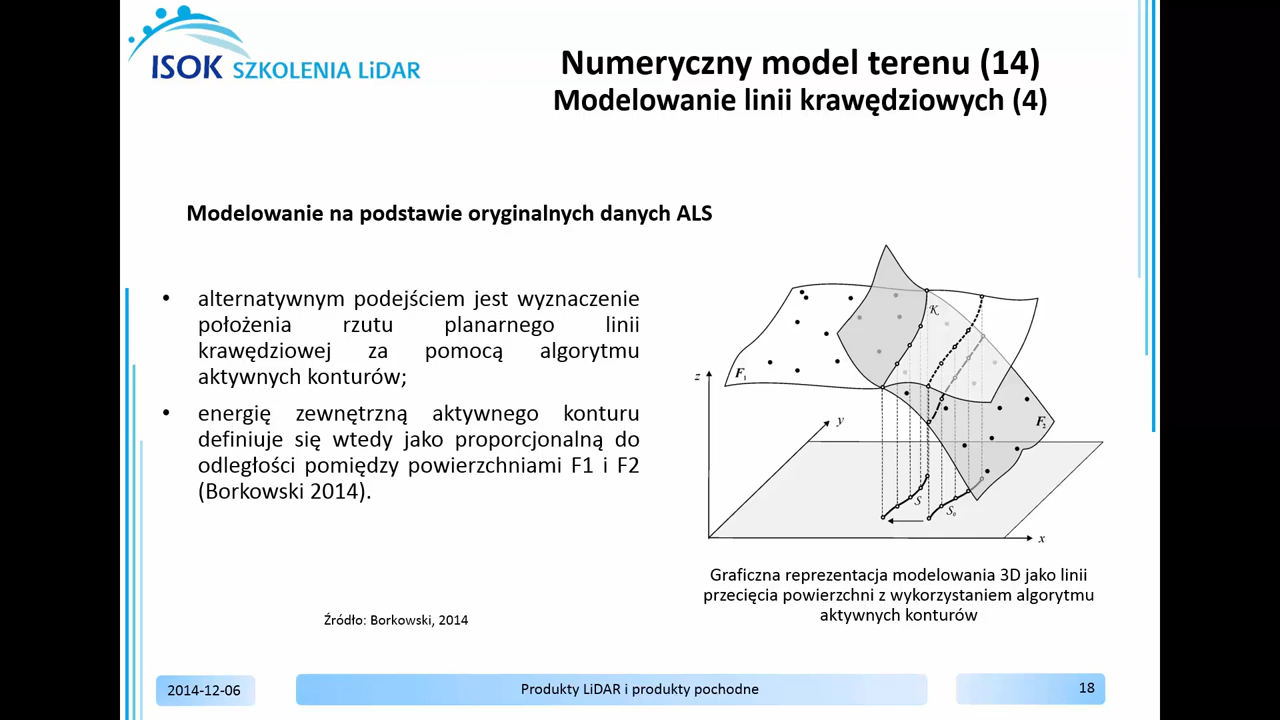 ISOK SZKOLENIA LiDAR
Numeryczny model terenu (14)
Modelowanie linii krawędziowych (4)
Modelowanie na podstawie oryginalnych danych ALS
• alternatywnym podejściem jest wyznaczenie
położenia rzutu planarnego linii
krawędziowej za pomocą algorytmu
aktywnych konturów;
• energię zewnętrzną aktywnego konturu
definiuje się wtedy jako proporcjonalną do
odległości pomiędzy powierzchniami F1 i F2
(Borkowski 2014).
Źródło: Borkowski, 2014
K
F₁
z
y
F₂
S
S₀
x
Graficzna reprezentacja modelowania 3D jako linii
przecięcia powierzchni z wykorzystaniem algorytmu
aktywnych konturów
2014-12-06
Produkty LiDAR i produkty pochodne
18